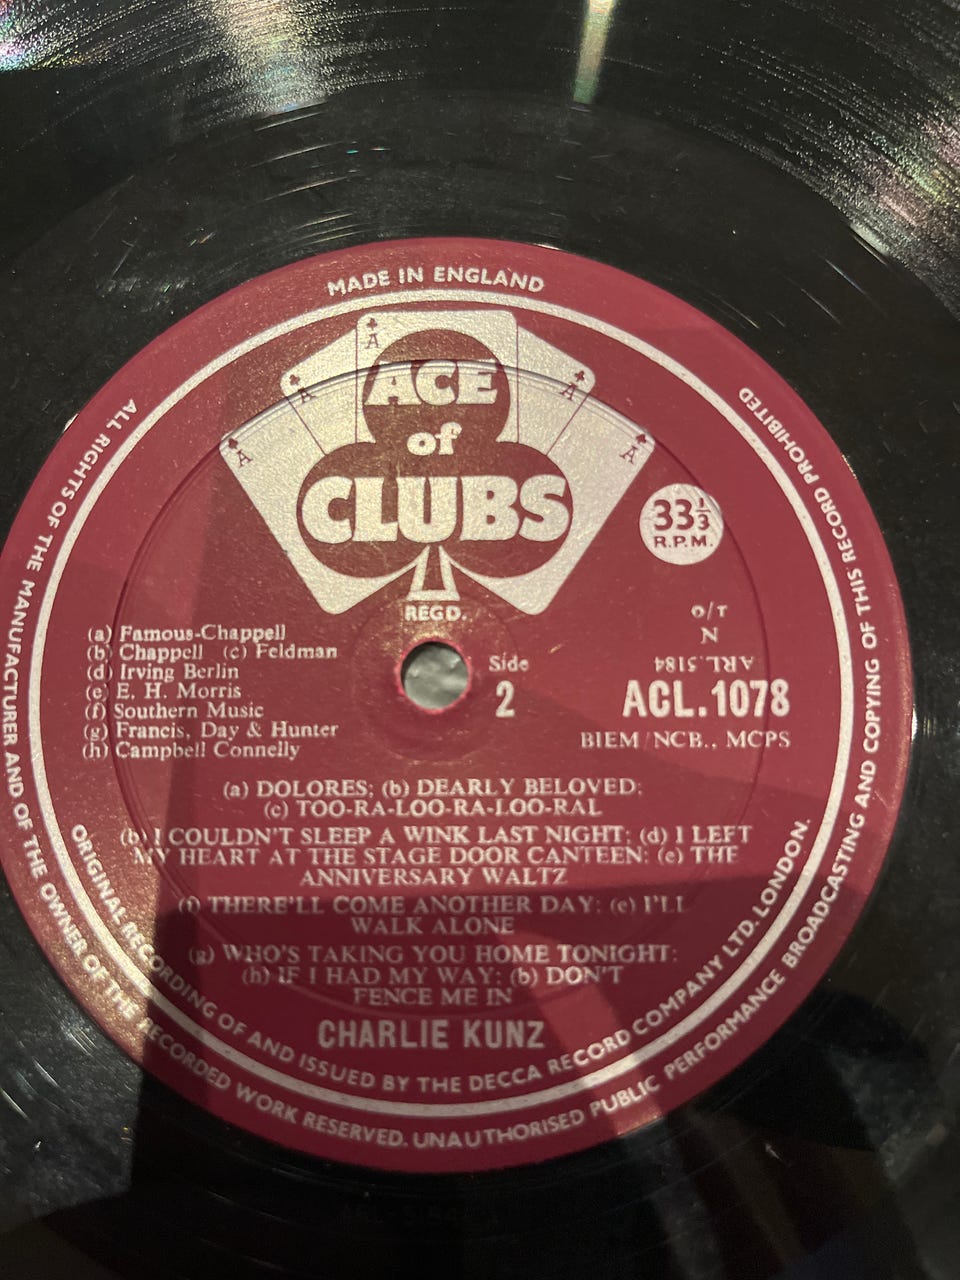 MADE IN ENGLAND
ALL RIGHTS OF THE MANUFACTURER AND OF THE OWNER OF THE RECORDED WORK RESERVED. UNAUTHORISED PUBLIC PERFORMANCE BROADCASTING AND COPYING OF THIS RECORD PROHIBITED
A
A
A
A
A
ACE
of
CLUBS
REGD.
33⅓
R.P.M.
O/T
N
ARL 5184
(a) Famous-Chappell
(b) Chappell (c) Feldman
(d) Irving Berlin
(e) E. H. Morris
(f) Southern Music
(g) Francis, Day & Hunter
(h) Campbell Connelly
Side
2
ACL.1078
BIEM/NCB., MCPS
(a) DOLORES; (b) DEARLY BELOVED;
(c) TOO-RA-LOO-RA-LOO-RAL
(b) I COULDN'T SLEEP A WINK LAST NIGHT; (d) I LEFT
MY HEART AT THE STAGE DOOR CANTEEN; (e) THE
ANNIVERSARY WALTZ
(f) THERE'LL COME ANOTHER DAY; (e) I'LL
WALK ALONE
(g) WHO'S TAKING YOU HOME TONIGHT;
(h) IF I HAD MY WAY; (b) DON'T
FENCE ME IN
CHARLIE KUNZ
ORIGINAL RECORDING OF AND ISSUED BY THE DECCA RECORD COMPANY LTD. LONDON.